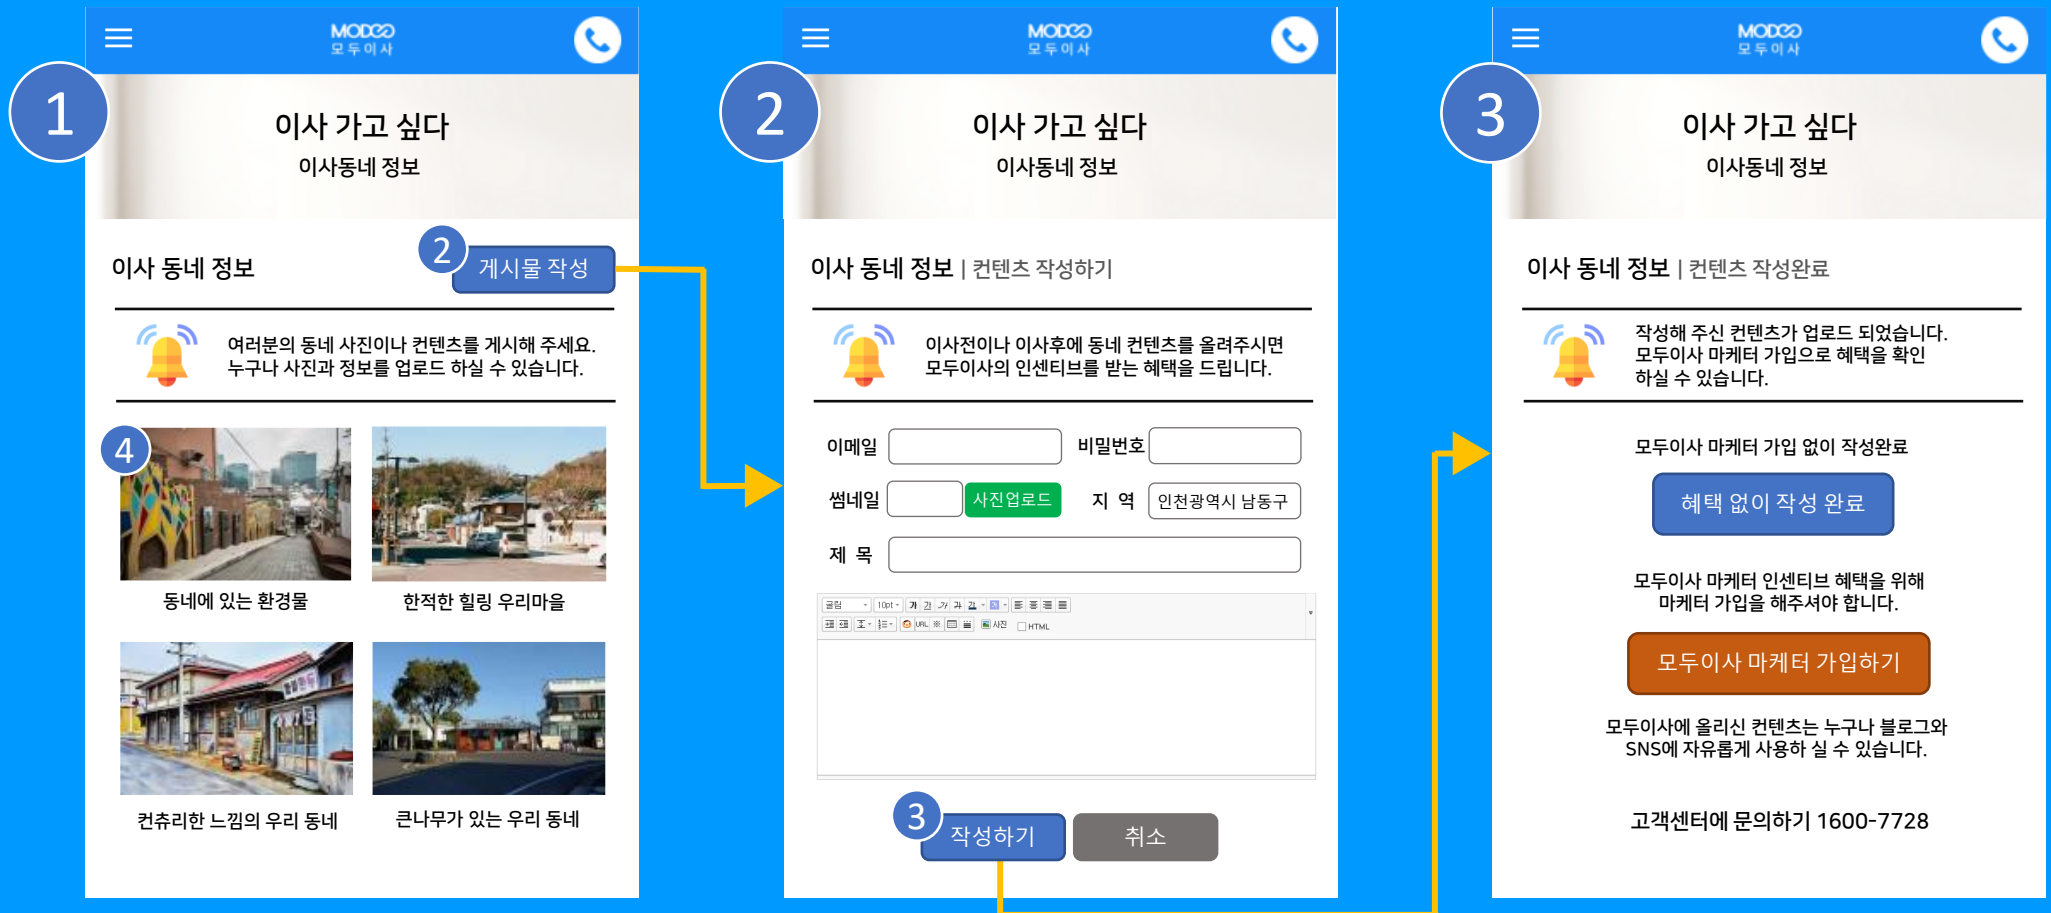 MODOO
모두이사
1
이사 가고 싶다
이사동네 정보
이사 동네 정보
2
게시물 작성
여러분의 동네 사진이나 컨텐츠를 게시해 주세요.
누구나 사진과 정보를 업로드 하실 수 있습니다.
4
동네에 있는 환경물
한적한 힐링 우리마을
컨츄리한 느낌의 우리 동네
큰나무가 있는 우리 동네
MODOO
모두이사
2
이사 가고 싶다
이사동네 정보
이사 동네 정보 | 컨텐츠 작성하기
이사전이나 이사후에 동네 컨텐츠를 올려주시면
모두이사의 인센티브를 받는 혜택을 드립니다.
이메일
비밀번호
썸네일
사진업로드
지 역
인천광역시 남동구
제 목
굴림
10pt
가 가 가 가 가
URL
사진
HTML
3
작성하기
취소
MODOO
모두이사
3
이사 가고 싶다
이사동네 정보
이사 동네 정보 | 컨텐츠 작성완료
작성해 주신 컨텐츠가 업로드 되었습니다.
모두이사 마케터 가입으로 혜택을 확인
하실 수 있습니다.
모두이사 마케터 가입 없이 작성완료
혜택 없이 작성 완료
모두이사 마케터 인센티브 혜택을 위해
마케터 가입을 해주셔야 합니다.
모두이사 마케터 가입하기
모두이사에 올리신 컨텐츠는 누구나 블로그와
SNS에 자유롭게 사용하 실 수 있습니다.
고객센터에 문의하기 1600-7728